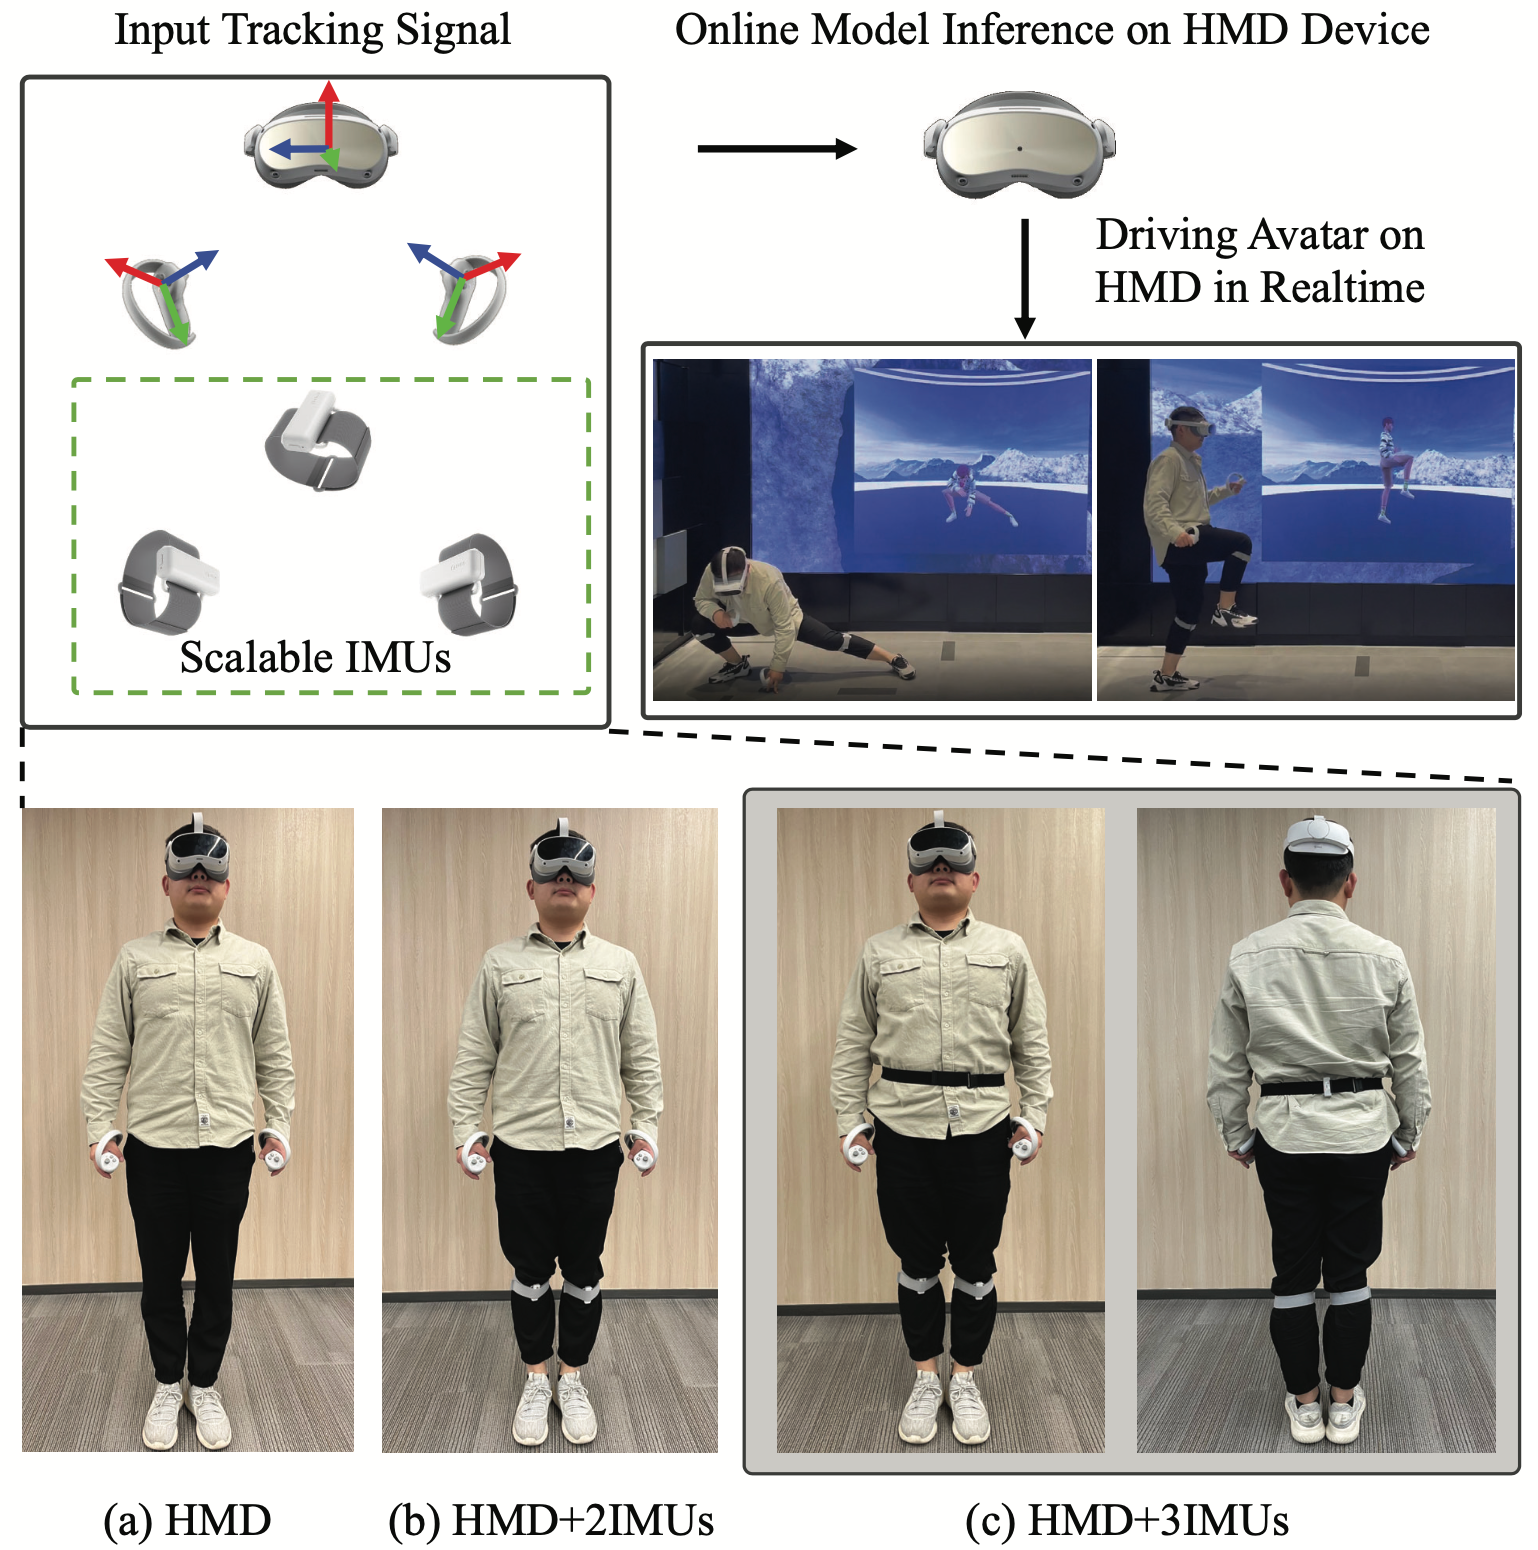 Input Tracking Signal
Online Model Inference on HMD Device
Driving Avatar on
HMD in Realtime
Scalable IMUs
(a) HMD
(b) HMD+2IMUs
(c) HMD+3IMUs